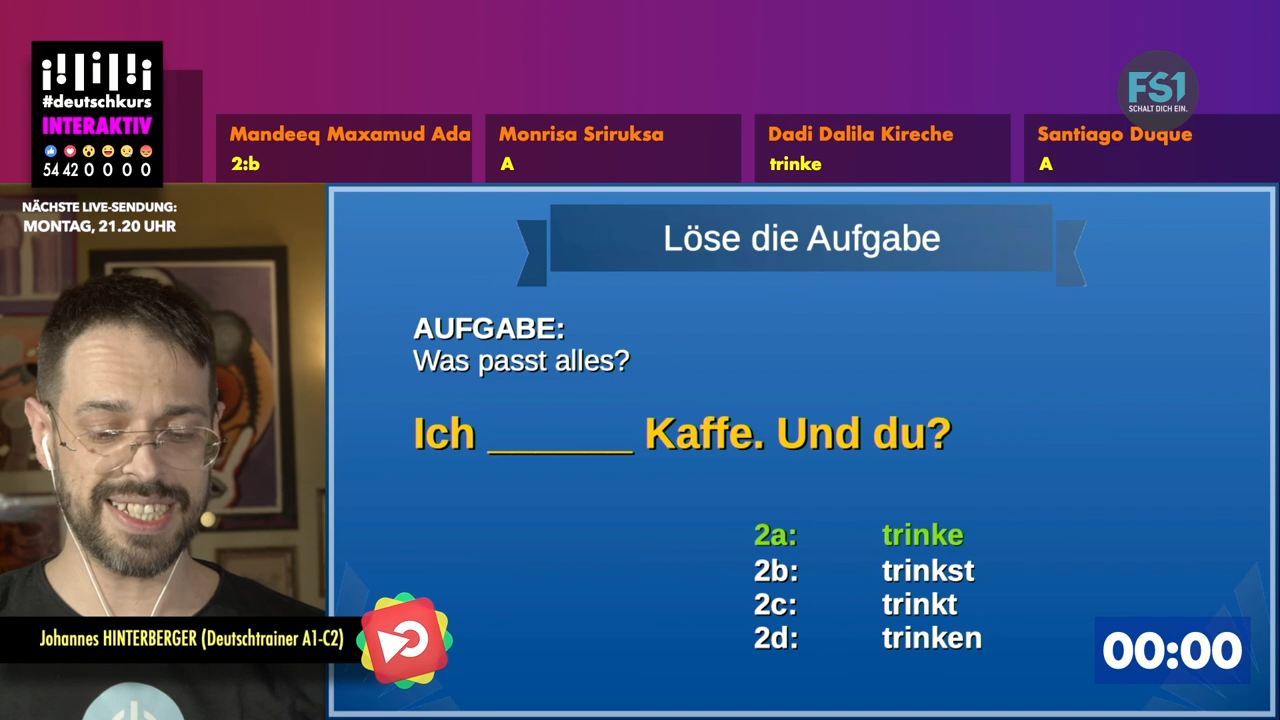 #deutschkurs
INTERAKTIV
54 42 0 0 0 0
NÄCHSTE LIVE-SENDUNG:
MONTAG, 21.20 UHR
Mandeeq Maxamud Ada
2:b
Monrisa Sriruksa
A
Dadi Dalila Kireche
trinke
Santiago Duque
A
FS1
SCHALT DICH EIN.
Löse die Aufgabe
AUFGABE:
Was passt alles?
Ich ______ Kaffe. Und du?
2a: trinke
2b: trinkst
2c: trinkt
2d: trinken
Johannes HINTERBERGER (Deutschtrainer A1-C2)
00:00